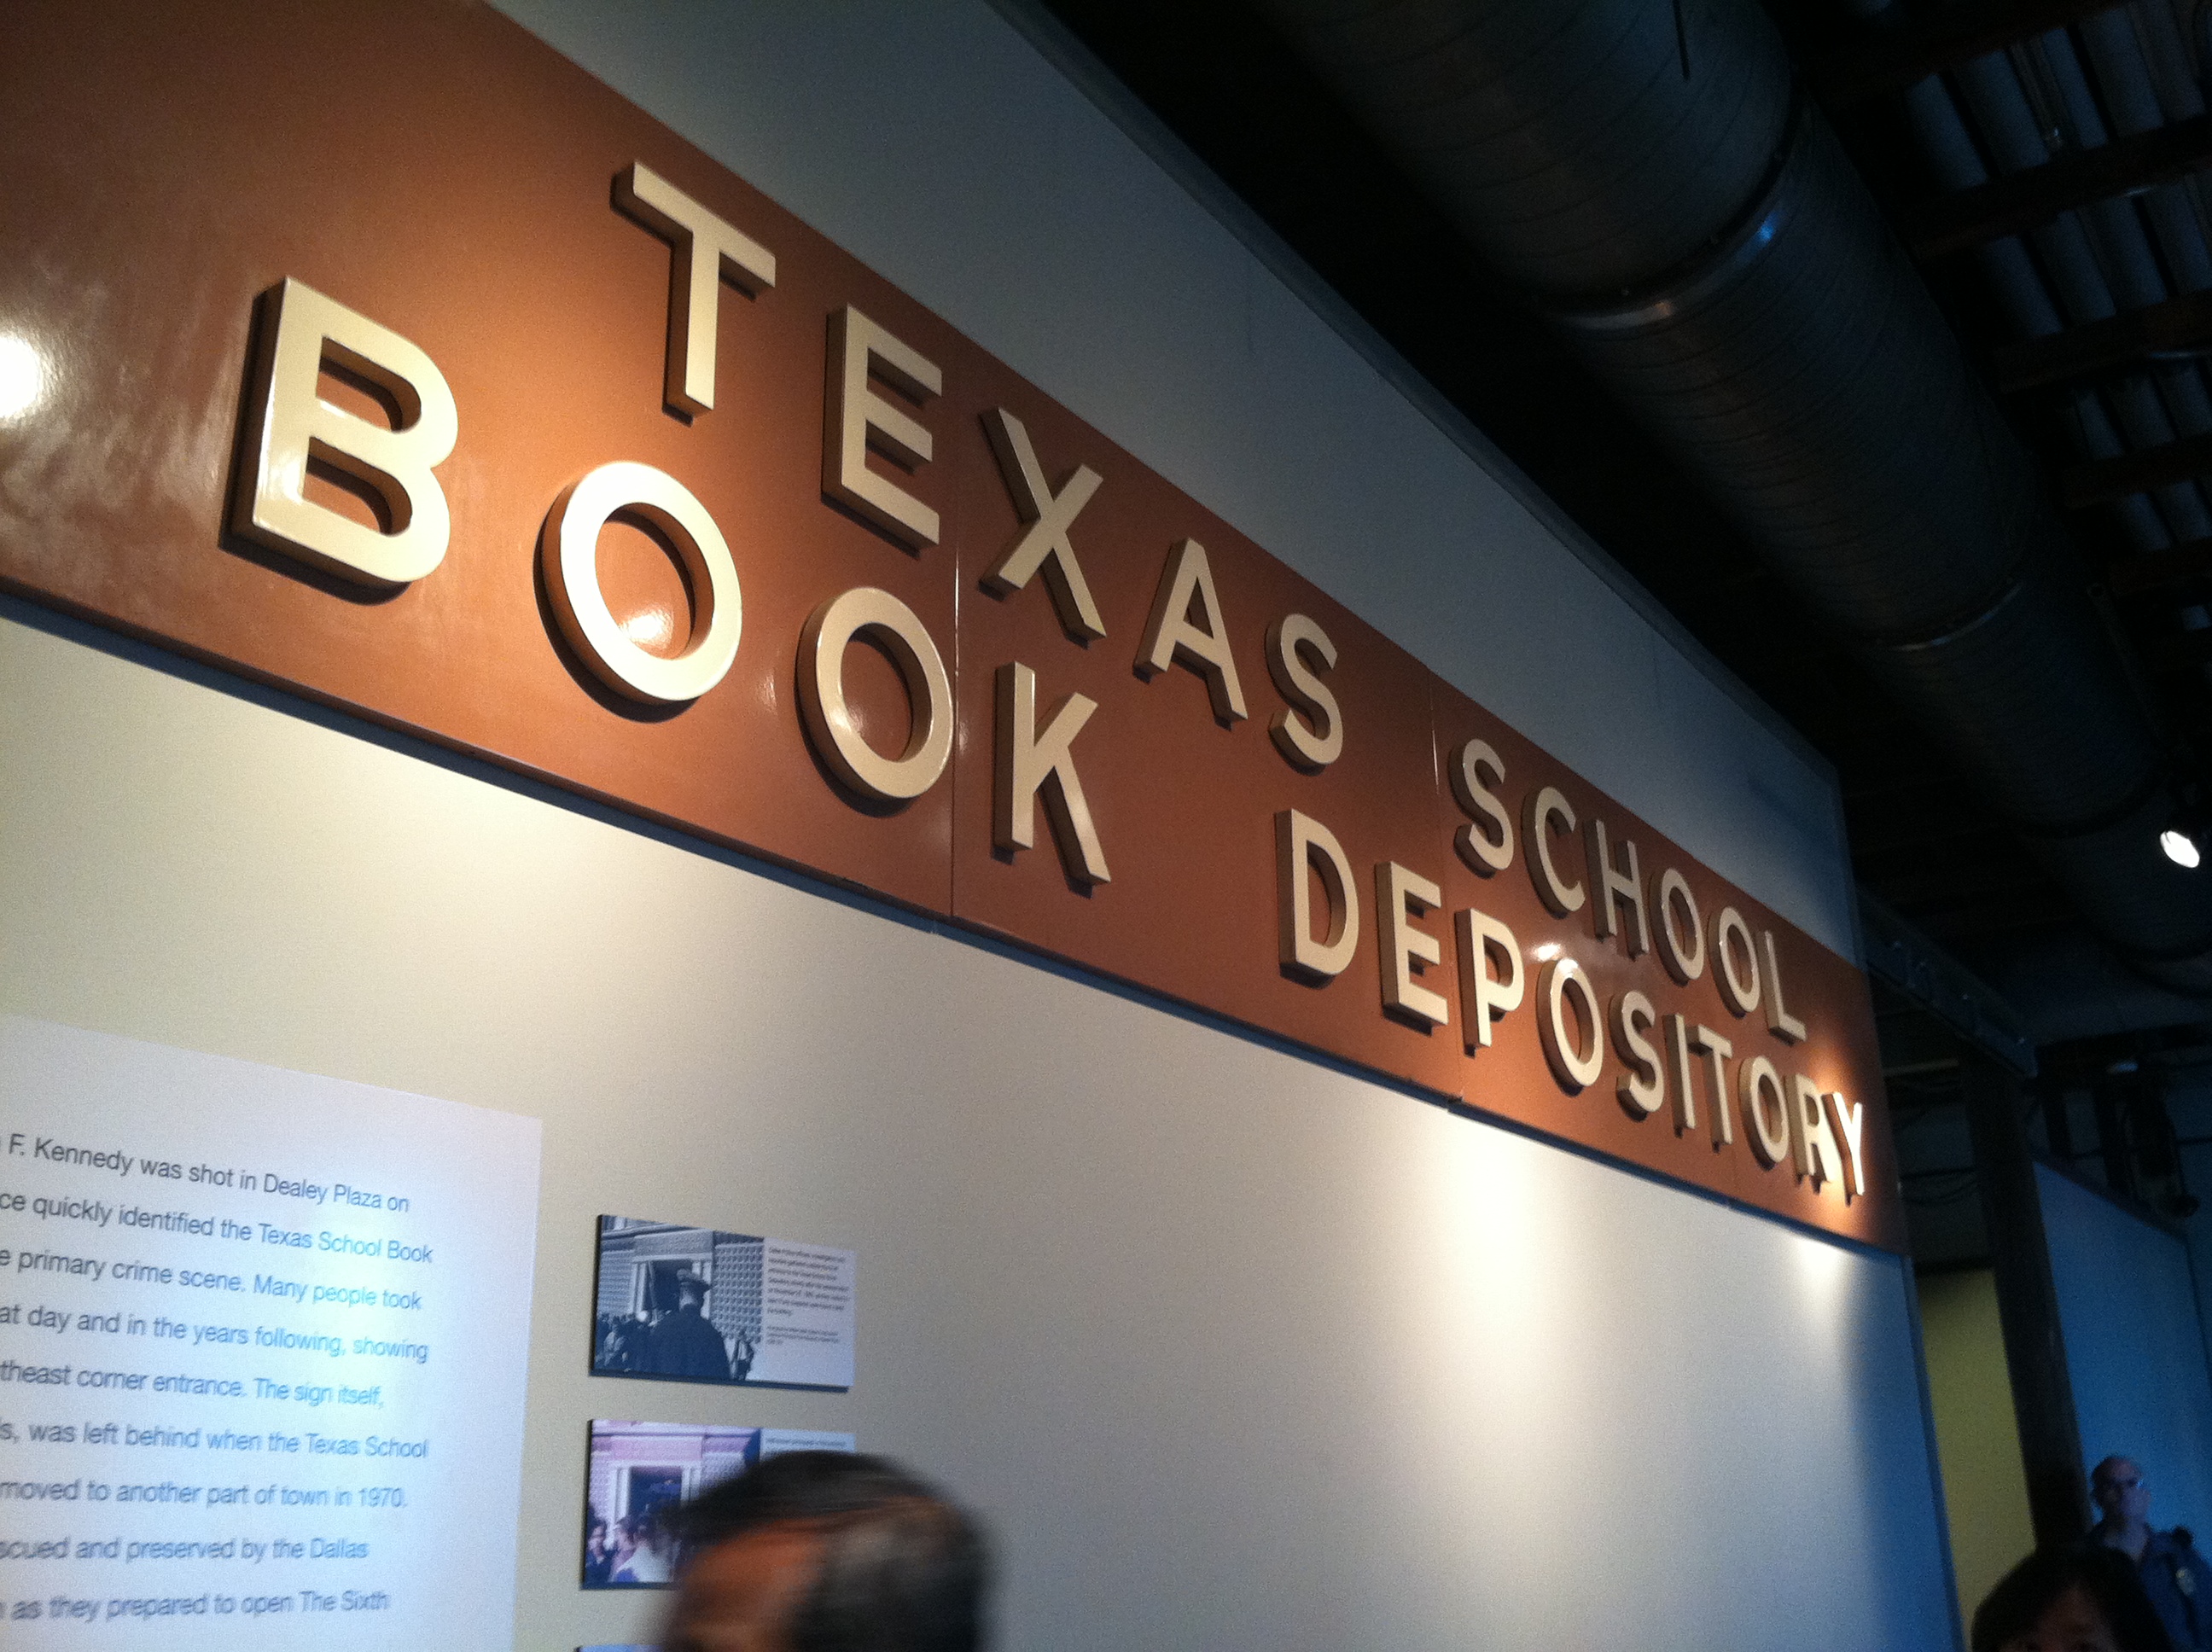 TEXAS SCHOOL
BOOK DEPOSITORY
F. Kennedy was shot in Dealey Plaza on
ce quickly identified the Texas School Book
e primary crime scene. Many people took
at day and in the years following, showing
theast corner entrance. The sign itself,
s, was left behind when the Texas School
moved to another part of town in 1970.
scued and preserved by the Dallas
as they prepared to open The Sixth